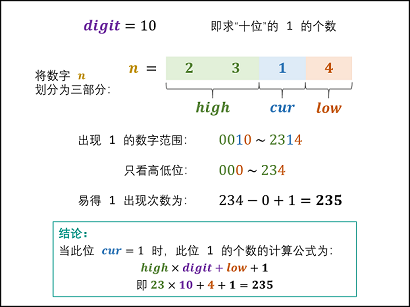 digit = 10 即求“十位”的 1 的个数
将数字 n
划分为三部分：
n = 2 3 1 4
high cur low
出现 1 的数字范围： 0010 ~ 2314
只看高低位： 000 ~ 234
易得 1 出现次数为： 234 − 0 + 1 = 235
结论：
当此位 cur = 1 时，此位 1 的个数的计算公式为：
high × digit + low + 1
即 23 × 10 + 4 + 1 = 235